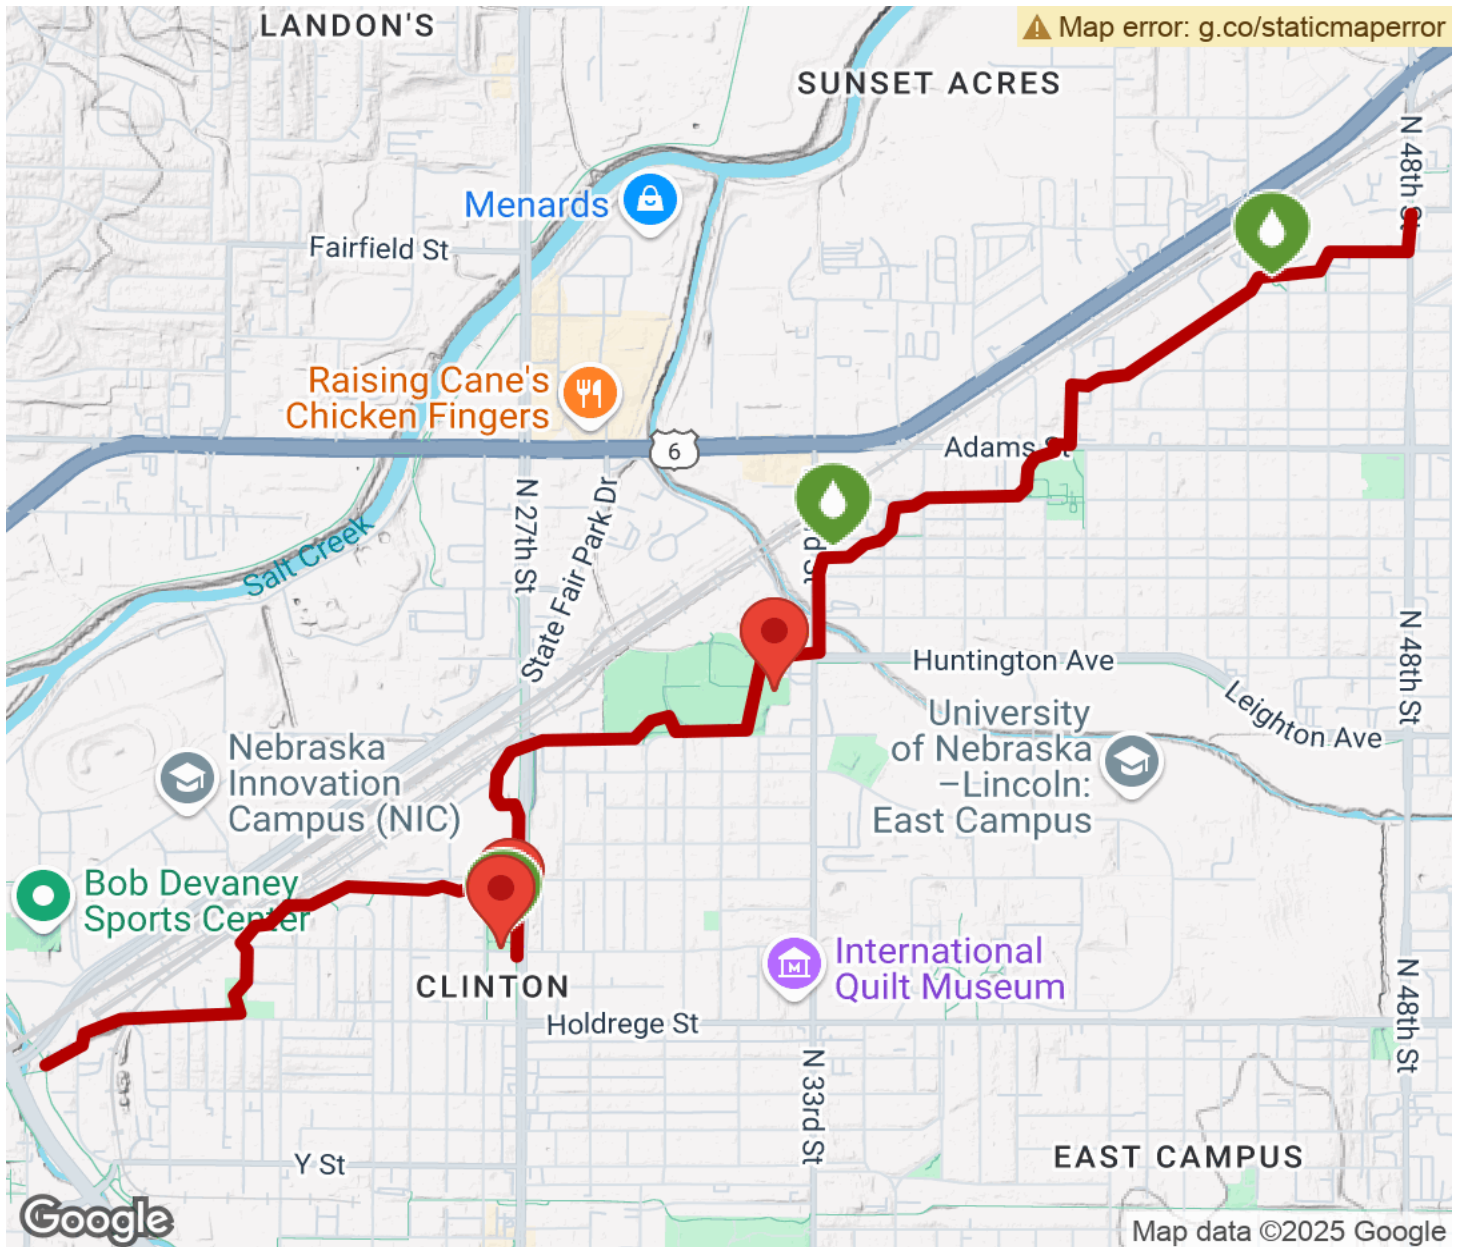 LANDON'S
Map error: g.co/staticmaperror
SUNSET ACRES
N 48th St
Menards
Fairfield St
Raising Cane's
Chicken Fingers
6
Adams St
N 27th St
State Fair Park Dr
rd St
Salt Creek
Huntington Ave
N 48th St
Leighton Ave
University
of Nebraska
–Lincoln:
East Campus
Nebraska
Innovation
Campus (NIC)
Bob Devaney
Sports Center
International
Quilt Museum
CLINTON
Holdrege St
N 48th St
N 33rd St
Y St
EAST CAMPUS
Google
Map data ©2025 Google